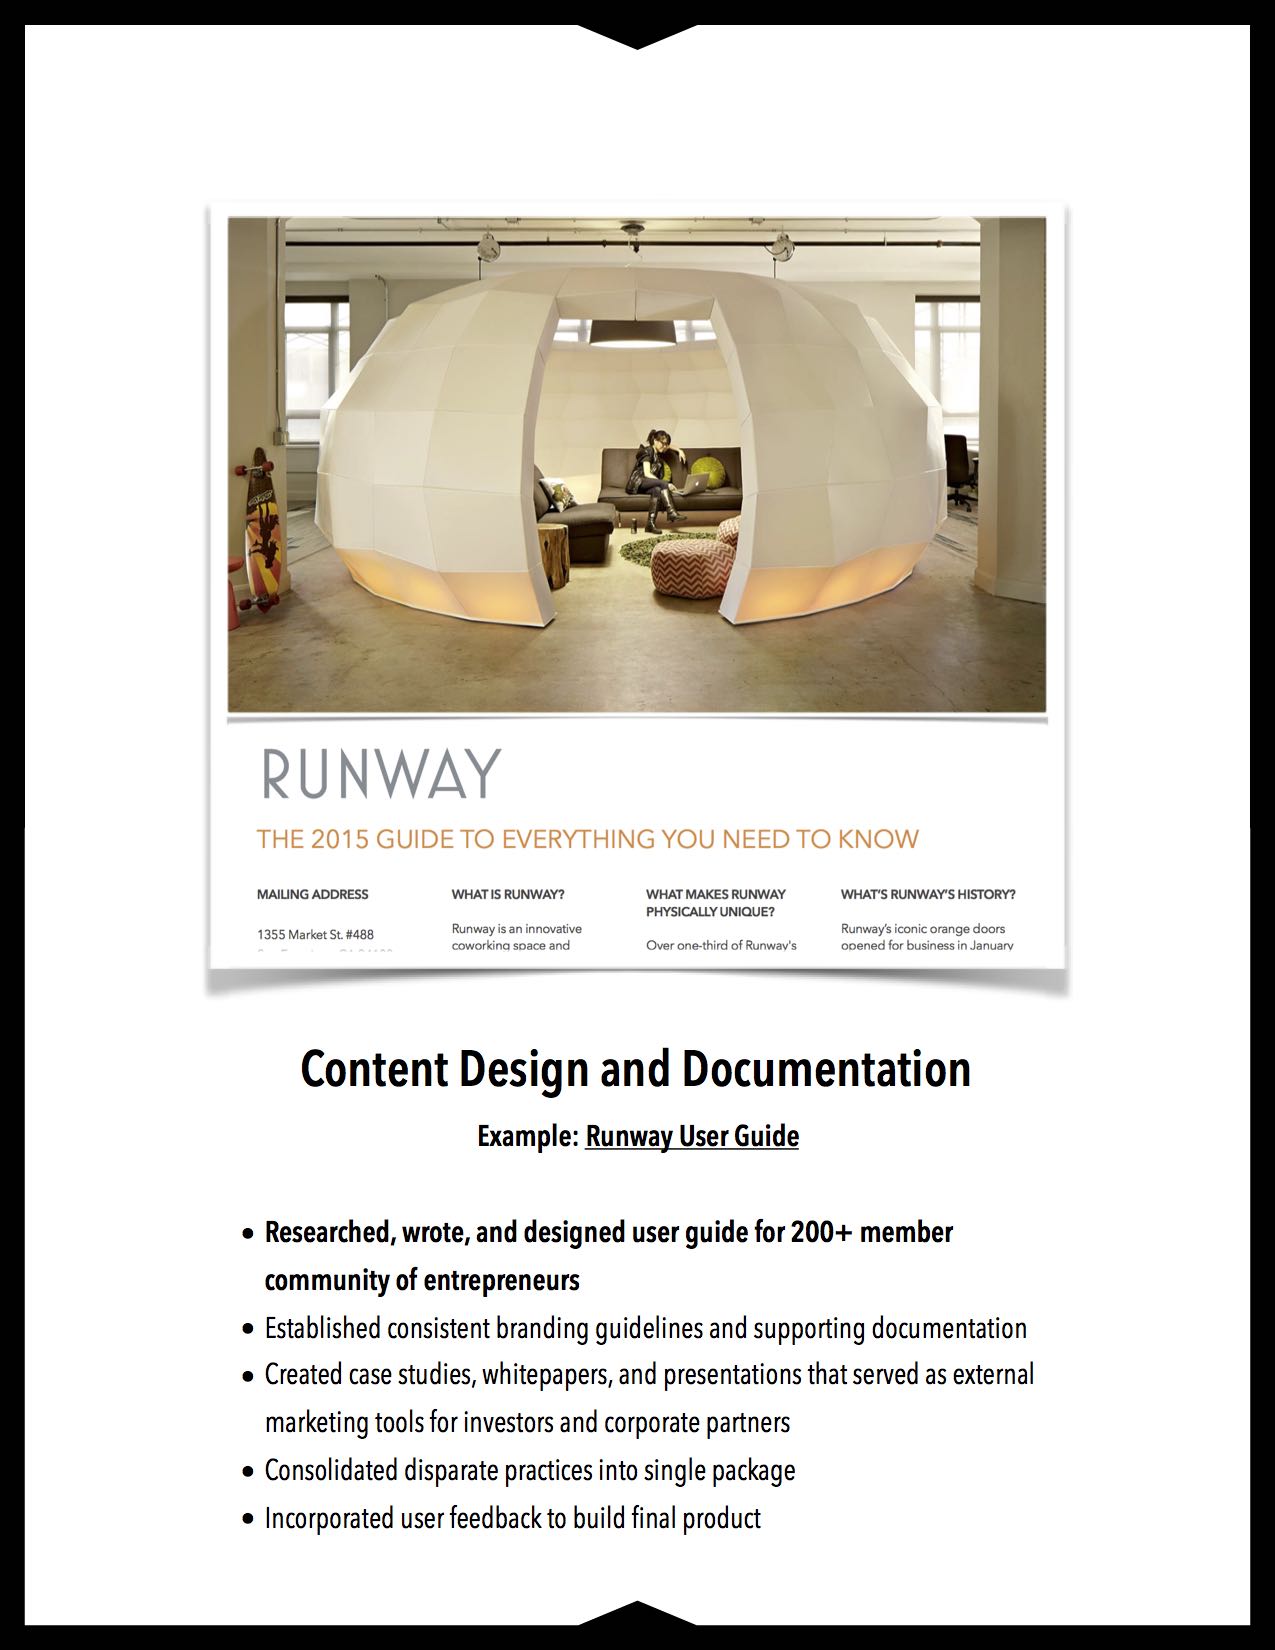 RUNWAY
THE 2015 GUIDE TO EVERYTHING YOU NEED TO KNOW
MAILING ADDRESS
1355 Market St. #488
WHAT IS RUNWAY?
Runway is an innovative
coworking space and
WHAT MAKES RUNWAY
PHYSICALLY UNIQUE?
Over one-third of Runway's
WHAT'S RUNWAY'S HISTORY?
Runway's iconic orange doors
opened for business in January
Content Design and Documentation
Example: Runway User Guide
• Researched, wrote, and designed user guide for 200+ member
community of entrepreneurs
• Established consistent branding guidelines and supporting documentation
• Created case studies, whitepapers, and presentations that served as external
marketing tools for investors and corporate partners
• Consolidated disparate practices into single package
• Incorporated user feedback to build final product